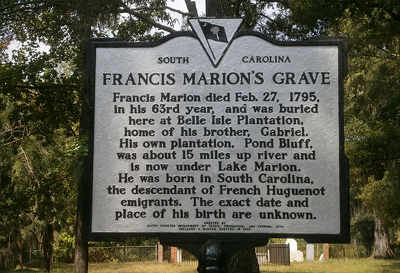 SOUTH CAROLINA
FRANCIS MARION'S GRAVE
Francis Marion died Feb. 27, 1795,
in his 63rd year, and was buried
here at Belle Isle Plantation,
home of his brother, Gabriel.
His own plantation, Pond Bluff,
was about 15 miles up river and
is now under Lake Marion.
He was born in South Carolina,
the descendant of French Huguenot
emigrants. The exact date and
place of his birth are unknown.